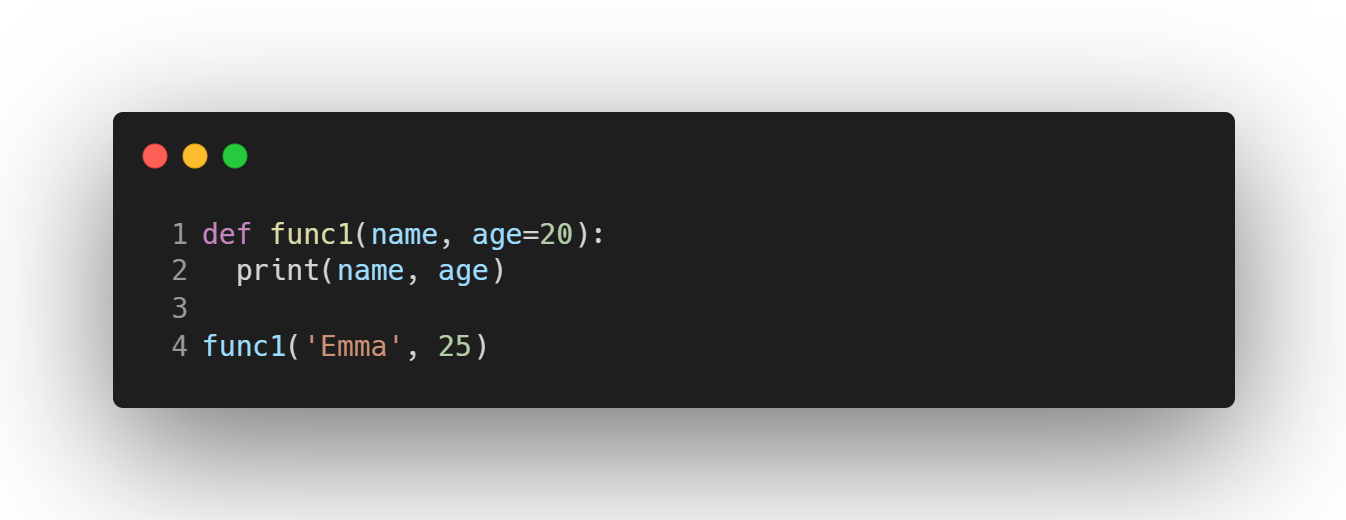 1 def func1(name, age=20):
2   print(name, age)
3
4 func1('Emma', 25)